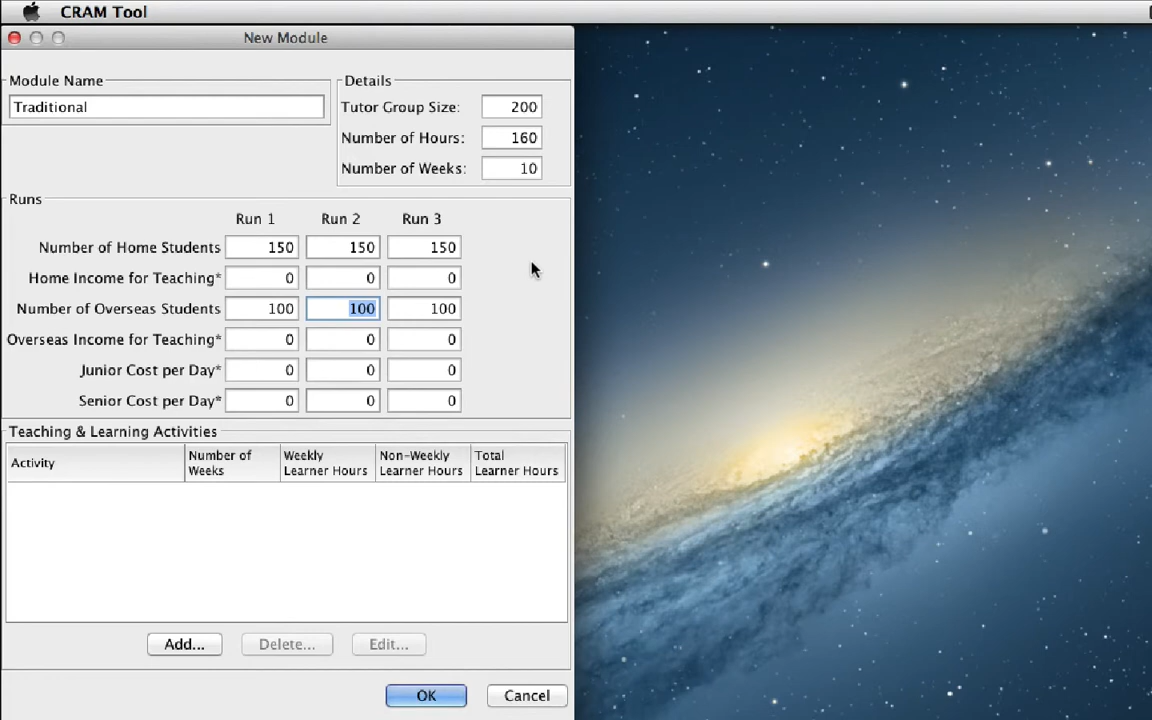 CRAM Tool
New Module
Module Name
Traditional
Details
Tutor Group Size: 200
Number of Hours: 160
Number of Weeks: 10
Runs
Run 1 Run 2 Run 3
Number of Home Students 150 150 150
Home Income for Teaching* 0 0 0
Number of Overseas Students 100 100 100
Overseas Income for Teaching* 0 0 0
Junior Cost per Day* 0 0 0
Senior Cost per Day* 0 0 0
Teaching & Learning Activities
Activity
Number of
Weeks
Weekly
Learner Hours
Non-Weekly
Learner Hours
Total
Learner Hours
Add... Delete... Edit...
OK Cancel